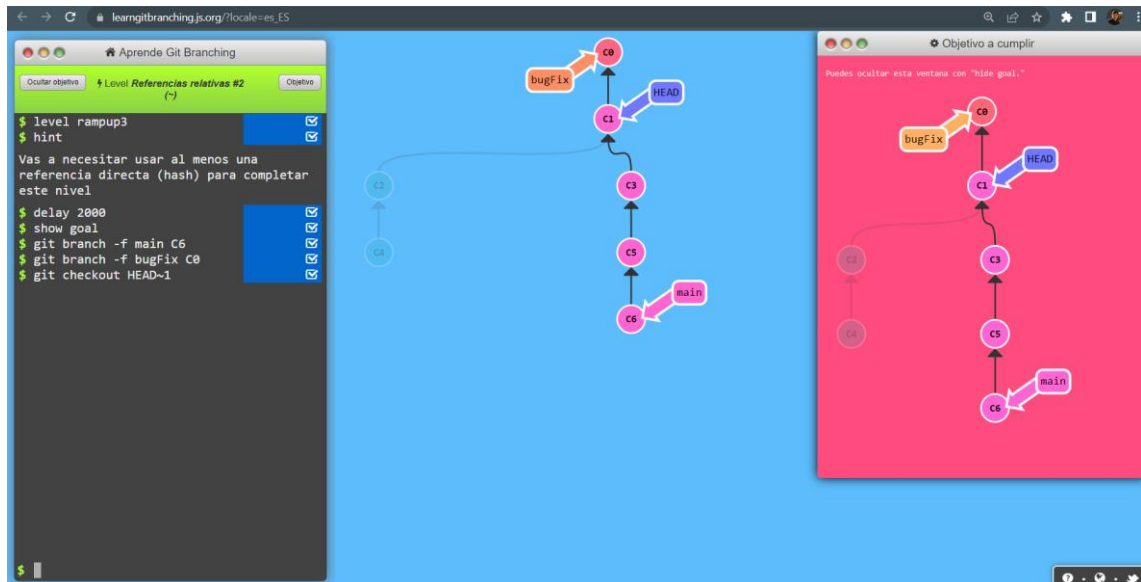 learngitbranching.js.org/?locale=es_ES
Aprende Git Branching
Ocultar objetivo
Level Referencias relativas #2
(~)
Objetivo
$ level rampup3
$ hint
Vas a necesitar usar al menos una
referencia directa (hash) para completar
este nivel
$ delay 2000
$ show goal
$ git branch -f main C6
$ git branch -f bugFix C0
$ git checkout HEAD~1
$
C0
bugFix
HEAD
C1
C2
C3
C4
C5
main
C6
Objetivo a cumplir
Puedes ocultar esta ventana con "hide goal."
C0
bugFix
HEAD
C1
C2
C3
C4
C5
main
C6